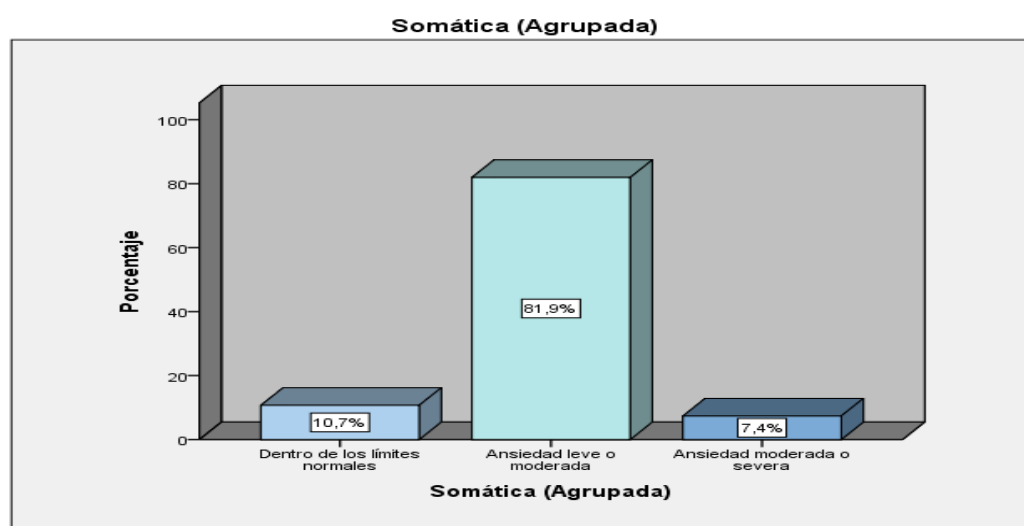 Somática (Agrupada)
Porcentaje
100
80
60
40
20
0
10,7%
81,9%
7,4%
Dentro de los límites
normales
Ansiedad leve o
moderada
Ansiedad moderada o
severa
Somática (Agrupada)